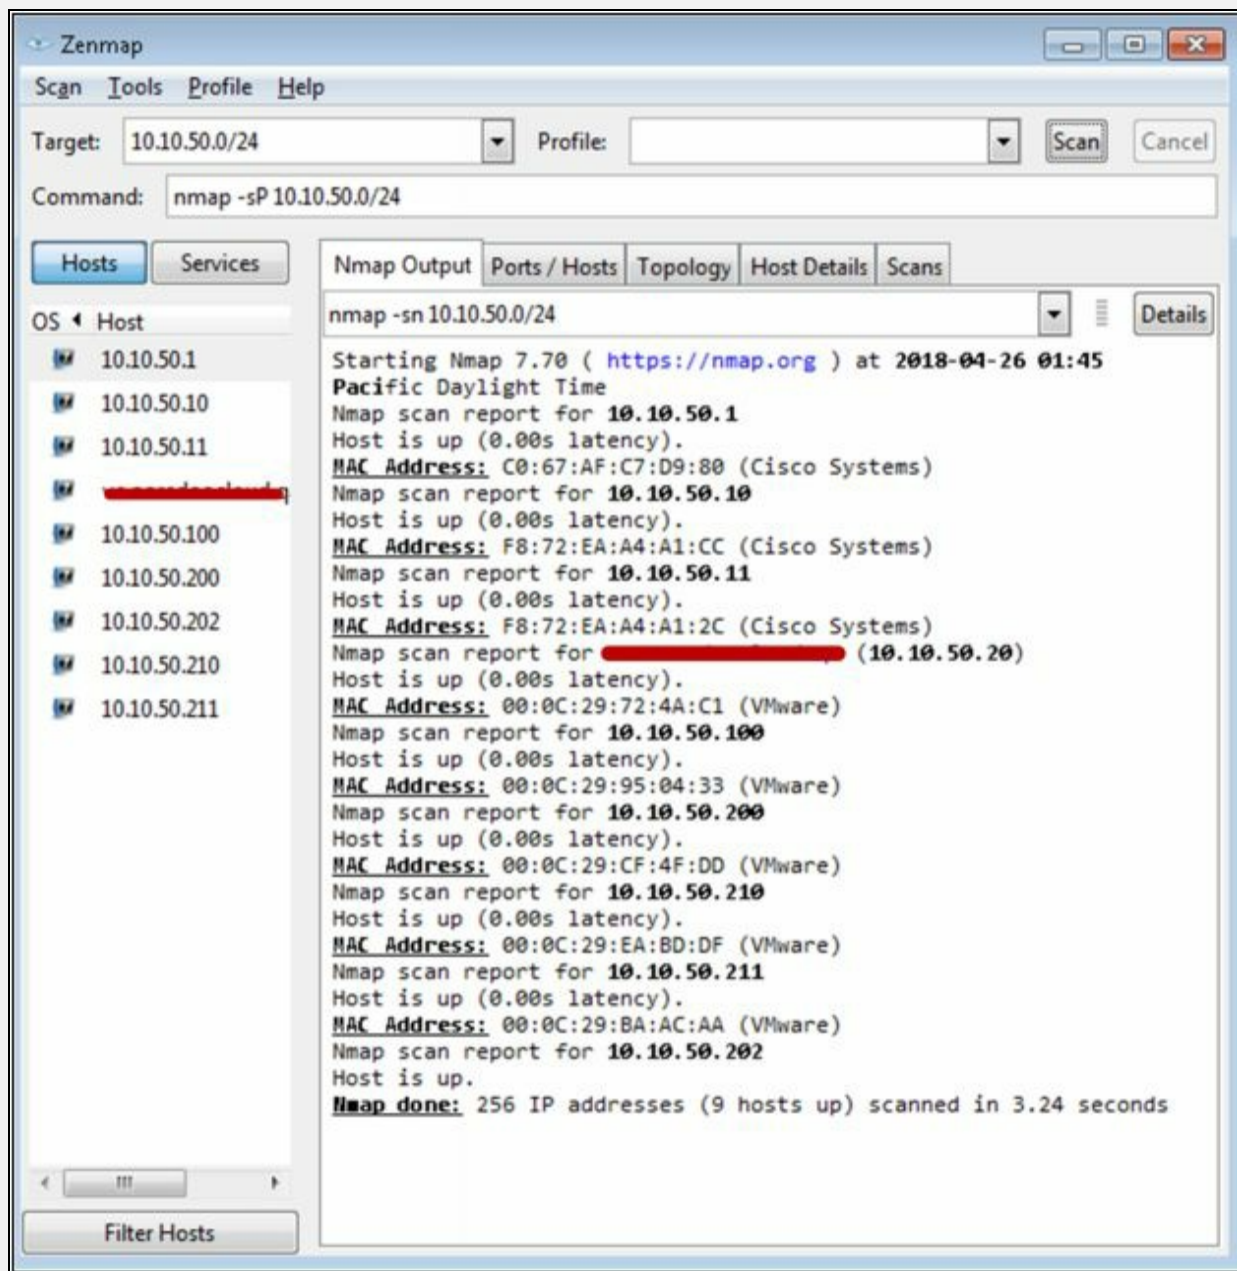 Zenmap
Scan Tools Profile Help
Target: 10.10.50.0/24 Profile: Scan Cancel
Command: nmap -sP 10.10.50.0/24
Hosts Services
Nmap Output Ports / Hosts Topology Host Details Scans
OS Host
nmap -sn 10.10.50.0/24 Details
10.10.50.1
10.10.50.10
10.10.50.11
10.10.50.100
10.10.50.200
10.10.50.202
10.10.50.210
10.10.50.211
Filter Hosts
Starting Nmap 7.70 ( https://nmap.org ) at 2018-04-26 01:45
Pacific Daylight Time
Nmap scan report for 10.10.50.1
Host is up (0.00s latency).
MAC Address: C0:67:AF:C7:D9:80 (Cisco Systems)
Nmap scan report for 10.10.50.10
Host is up (0.00s latency).
MAC Address: F8:72:EA:A4:A1:CC (Cisco Systems)
Nmap scan report for 10.10.50.11
Host is up (0.00s latency).
MAC Address: F8:72:EA:A4:A1:2C (Cisco Systems)
Nmap scan report for (10.10.50.20)
Host is up (0.00s latency).
MAC Address: 00:0C:29:72:4A:C1 (VMware)
Nmap scan report for 10.10.50.100
Host is up (0.00s latency).
MAC Address: 00:0C:29:95:04:33 (VMware)
Nmap scan report for 10.10.50.200
Host is up (0.00s latency).
MAC Address: 00:0C:29:CF:4F:DD (VMware)
Nmap scan report for 10.10.50.210
Host is up (0.00s latency).
MAC Address: 00:0C:29:EA:BD:DF (VMware)
Nmap scan report for 10.10.50.211
Host is up (0.00s latency).
MAC Address: 00:0C:29:BA:AC:AA (VMware)
Nmap scan report for 10.10.50.202
Host is up.
Nmap done: 256 IP addresses (9 hosts up) scanned in 3.24 seconds